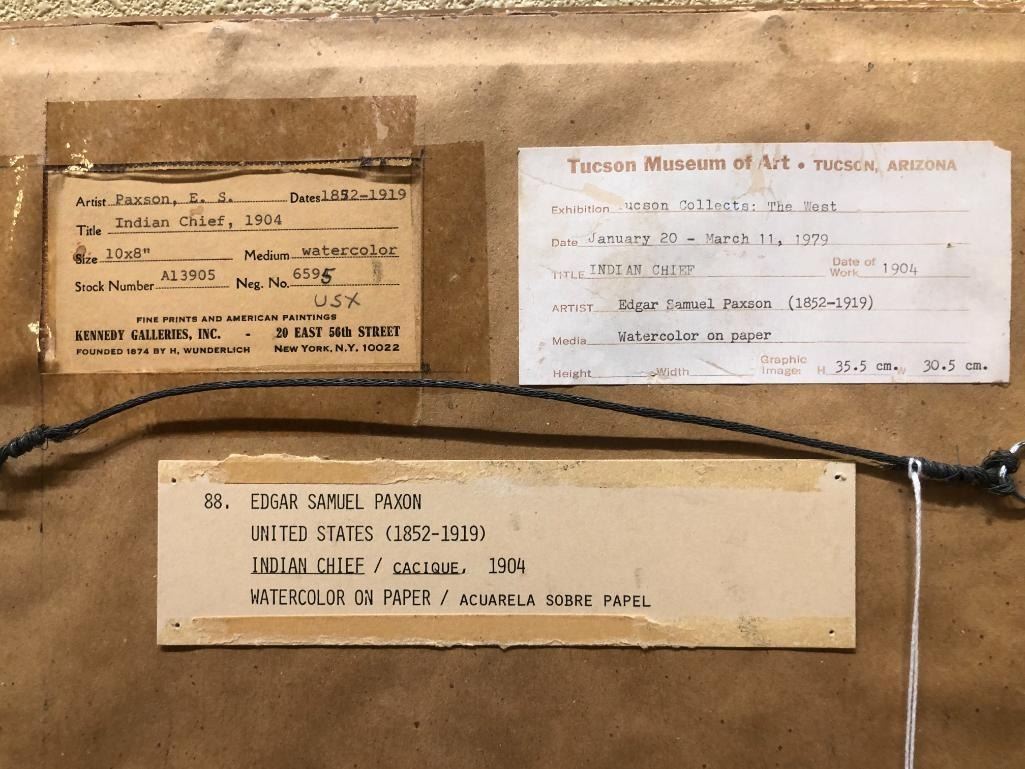 Artist Paxson, E. S. Dates 1852-1919
Title Indian Chief, 1904
Size 10x8" Medium watercolor
Stock Number A13905 Neg. No. 6595
USX
FINE PRINTS AND AMERICAN PAINTINGS
KENNEDY GALLERIES, INC. - 20 EAST 56th STREET
FOUNDED 1874 BY H. WUNDERLICH NEW YORK, N.Y. 10022
Tucson Museum of Art • TUCSON, ARIZONA
Exhibition ucson Collects: The West
Date January 20 - March 11, 1979
TITLE INDIAN CHIEF Date of Work 1904
ARTIST Edgar Samuel Paxson (1852-1919)
Media Watercolor on paper
Height Width Graphic Image: H 35.5 cm. w 30.5 cm.
88. EDGAR SAMUEL PAXON
UNITED STATES (1852-1919)
INDIAN CHIEF / CACIQUE, 1904
WATERCOLOR ON PAPER / ACUARELA SOBRE PAPEL